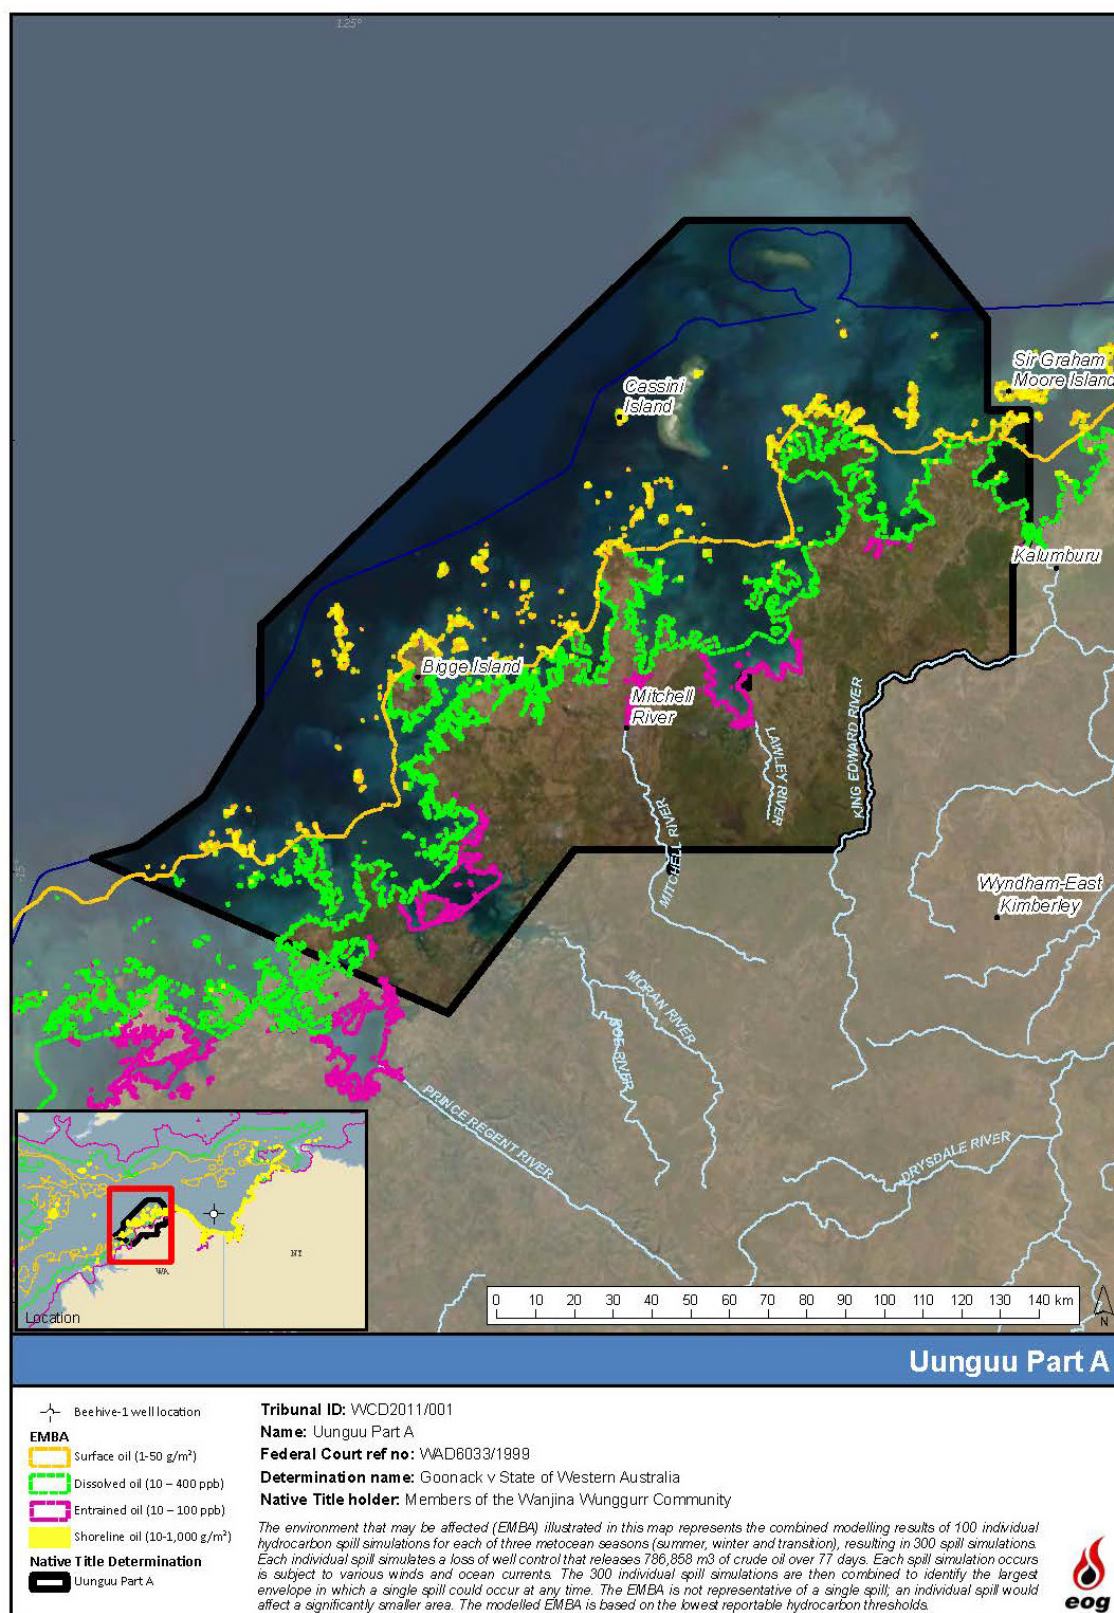 125°
Sir Graham
Moore Island
Cassini
Island
Kalumburu
Bigge Island
Mitchell
River
LAWLEY RIVER
KING EDWARD RIVER
MITCHELL RIVER
-15°
Wyndham-East
Kimberley
MORAN RIVER
ROE RIVER
PRINCE REGENT RIVER
DRYSDALE RIVER
NT
WA
Location
0 10 20 30 40 50 60 70 80 90 100 110 120 130 140 km
N
Uunguu Part A
Beehive-1 well location
EMBA
Surface oil (1-50 g/m²)
Dissolved oil (10 – 400 ppb)
Entrained oil (10 – 100 ppb)
Shoreline oil (10-1,000 g/m²)
Native Title Determination
Uunguu Part A
Tribunal ID: WCD2011/001
Name: Uunguu Part A
Federal Court ref no: WAD6033/1999
Determination name: Goonack v State of Western Australia
Native Title holder: Members of the Wanjina Wunggurr Community
The environment that may be affected (EMBA) illustrated in this map represents the combined modelling results of 100 individual
hydrocarbon spill simulations for each of three metocean seasons (summer, winter and transition), resulting in 300 spill simulations.
Each individual spill simulates a loss of well control that releases 786,858 m3 of crude oil over 77 days. Each spill simulation occurs
is subject to various winds and ocean currents. The 300 individual spill simulations are then combined to identify the largest
envelope in which a single spill could occur at any time. The EMBA is not representative of a single spill; an individual spill would
affect a significantly smaller area. The modelled EMBA is based on the lowest reportable hydrocarbon thresholds.
eog